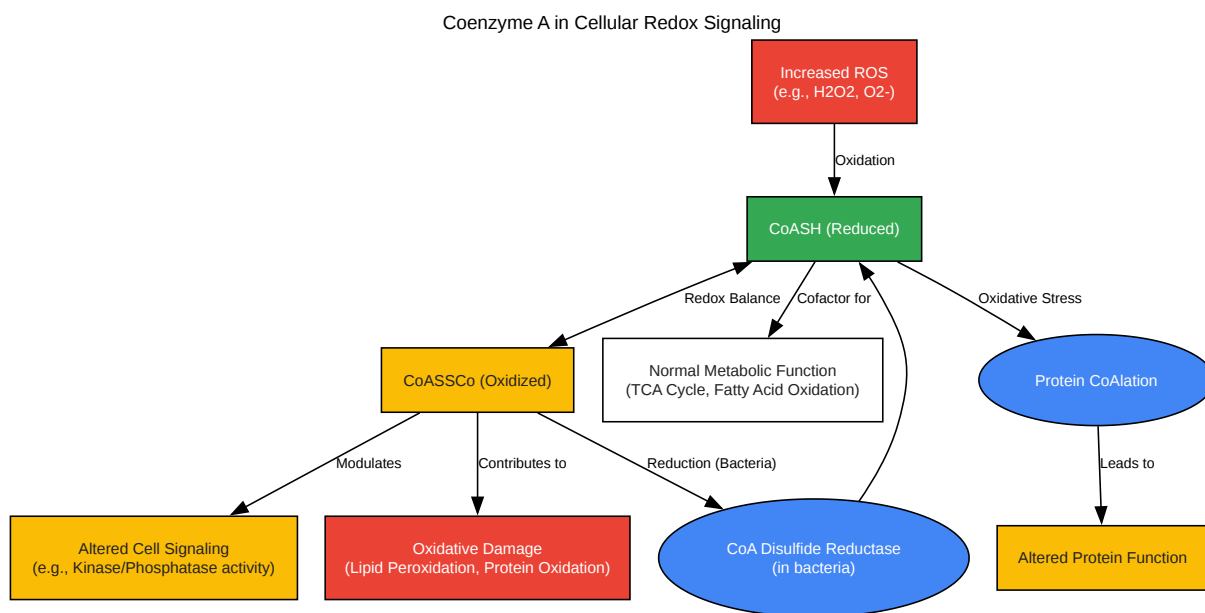 Coenzyme A in Cellular Redox Signaling
Increased ROS
(e.g., H2O2, O2-)
Oxidation
CoASH (Reduced)
Redox Balance
Cofactor for
Oxidative Stress
CoASSCo (Oxidized)
Normal Metabolic Function
(TCA Cycle, Fatty Acid Oxidation)
Protein CoAlation
Modulates
Contributes to
Reduction (Bacteria)
Leads to
Altered Cell Signaling
(e.g., Kinase/Phosphatase activity)
Oxidative Damage
(Lipid Peroxidation, Protein Oxidation)
CoA Disulfide Reductase
(in bacteria)
Altered Protein Function